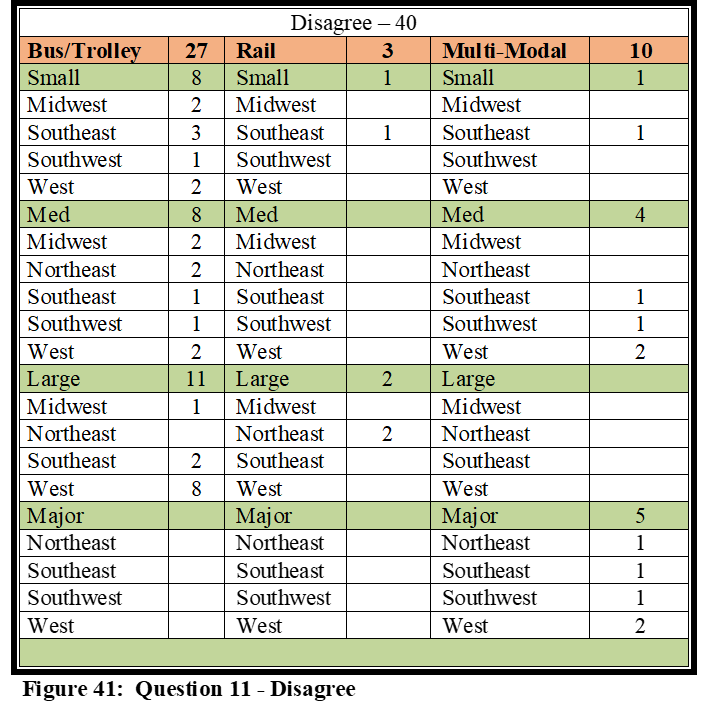 Disagree – 40
Bus/Trolley 27 Rail 3 Multi-Modal 10
Small 8 Small 1 Small 1
Midwest 2 Midwest Midwest
Southeast 3 Southeast 1 Southeast 1
Southwest 1 Southwest Southwest
West 2 West West
Med 8 Med Med 4
Midwest 2 Midwest Midwest
Northeast 2 Northeast Northeast
Southeast 1 Southeast Southeast 1
Southwest 1 Southwest Southwest 1
West 2 West West 2
Large 11 Large 2 Large
Midwest 1 Midwest Midwest
Northeast Northeast 2 Northeast
Southeast 2 Southeast Southeast
West 8 West West
Major Major Major 5
Northeast Northeast Northeast 1
Southeast Southeast Southeast 1
Southwest Southwest Southwest 1
West West West 2
Figure 41: Question 11 - Disagree